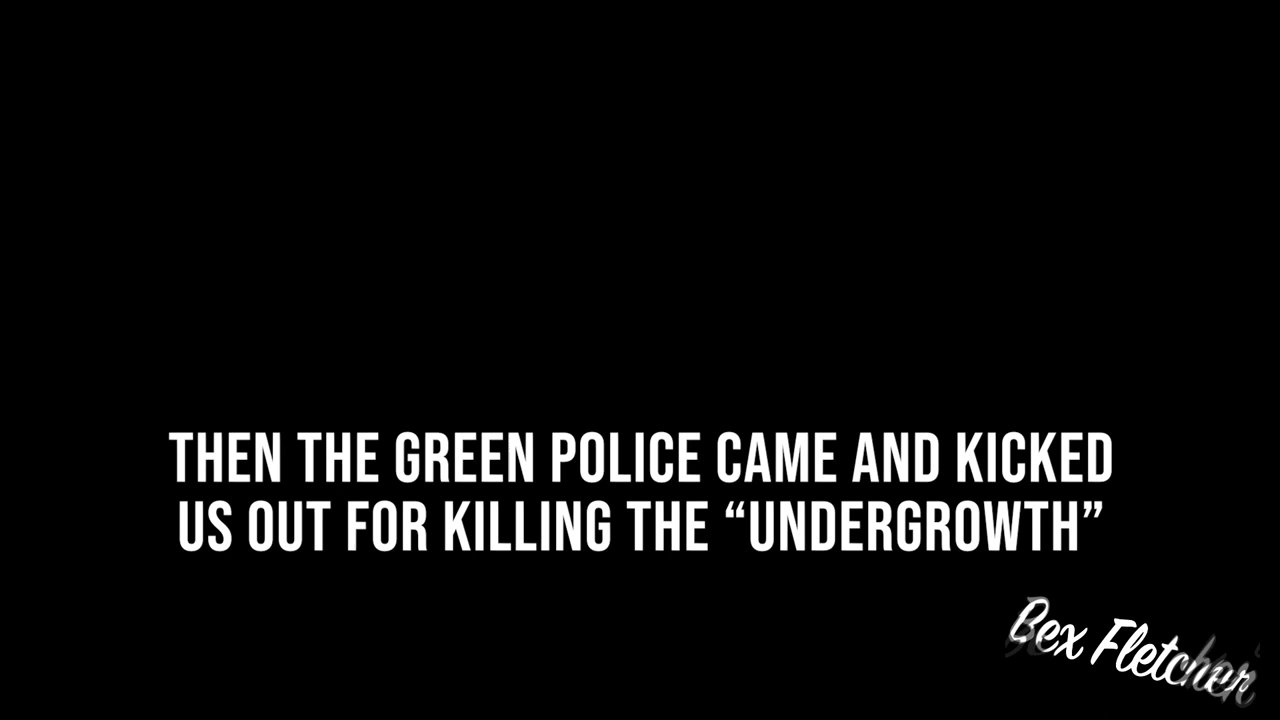 THEN THE GREEN POLICE CAME AND KICKED
US OUT FOR KILLING THE “UNDERGROWTH”
Bex Fletcher